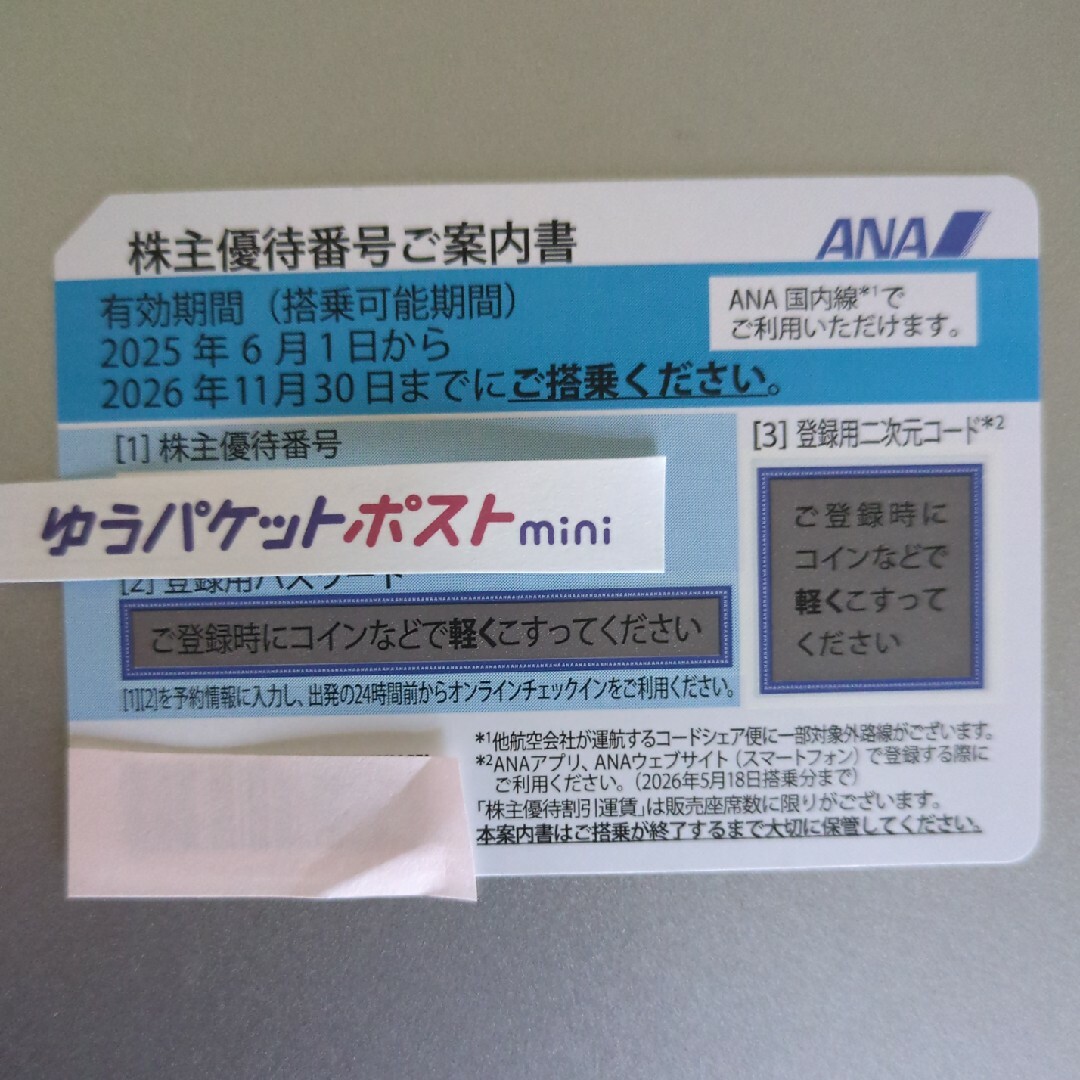 株主優待番号ご案内書
ANA
有効期間（搭乗可能期間）
2025年6月1日から
2026年11月30日までにご搭乗ください。
ANA国内線*1で
ご利用いただけます。
[1] 株主優待番号
ゆうパケットポストmini
[2] 登録用パスワード
ご登録時にコインなどで軽くこすってください
[1][2]を予約情報に入力し、出発の24時間前からオンラインチェックインをご利用ください。
[3] 登録用二次元コード*2
ご登録時に
コインなどで
軽くこすって
ください
*1他航空会社が運航するコードシェア便に一部対象外路線がございます。
*2ANAアプリ、ANAウェブサイト（スマートフォン）で登録する際に
ご利用ください。（2026年5月18日搭乗分まで）
「株主優待割引運賃」は販売座席数に限りがございます。
本案内書はご搭乗が終了するまで大切に保管してください。